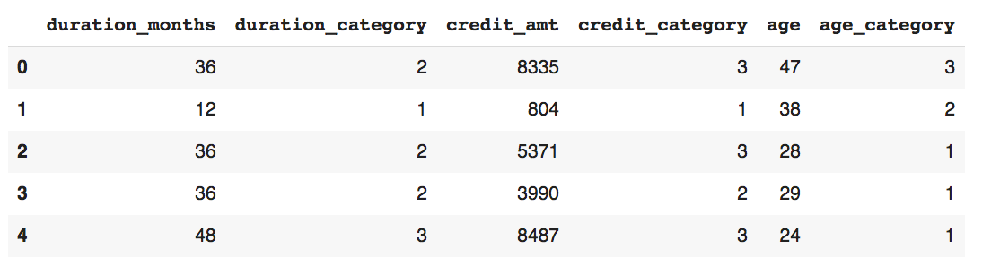 duration_months duration_category credit_amt credit_category age age_category
0 36 2 8335 3 47 3
1 12 1 804 1 38 2
2 36 2 5371 3 28 1
3 36 2 3990 2 29 1
4 48 3 8487 3 24 1